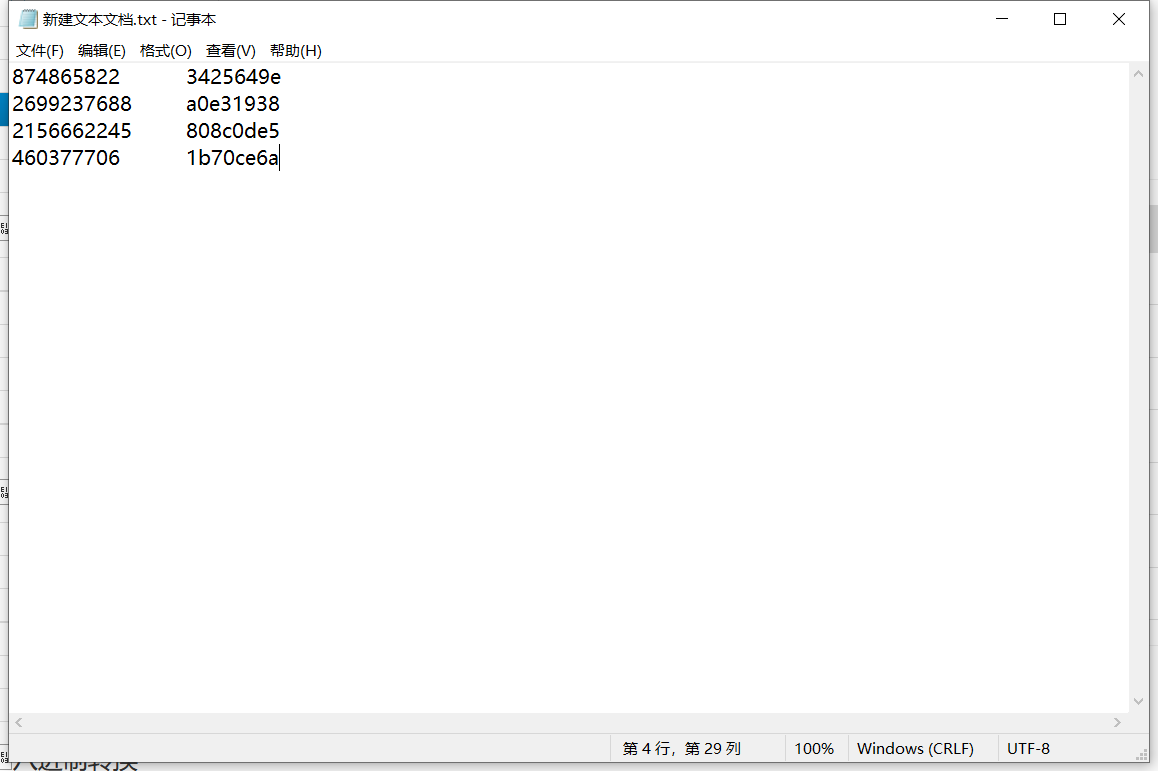 新建文本文档.txt - 记事本
文件(F) 编辑(E) 格式(O) 查看(V) 帮助(H)
874865822 3425649e
2699237688 a0e31938
2156662245 808c0de5
460377706 1b70ce6a
第 4 行，第 29 列 100% Windows (CRLF) UTF-8